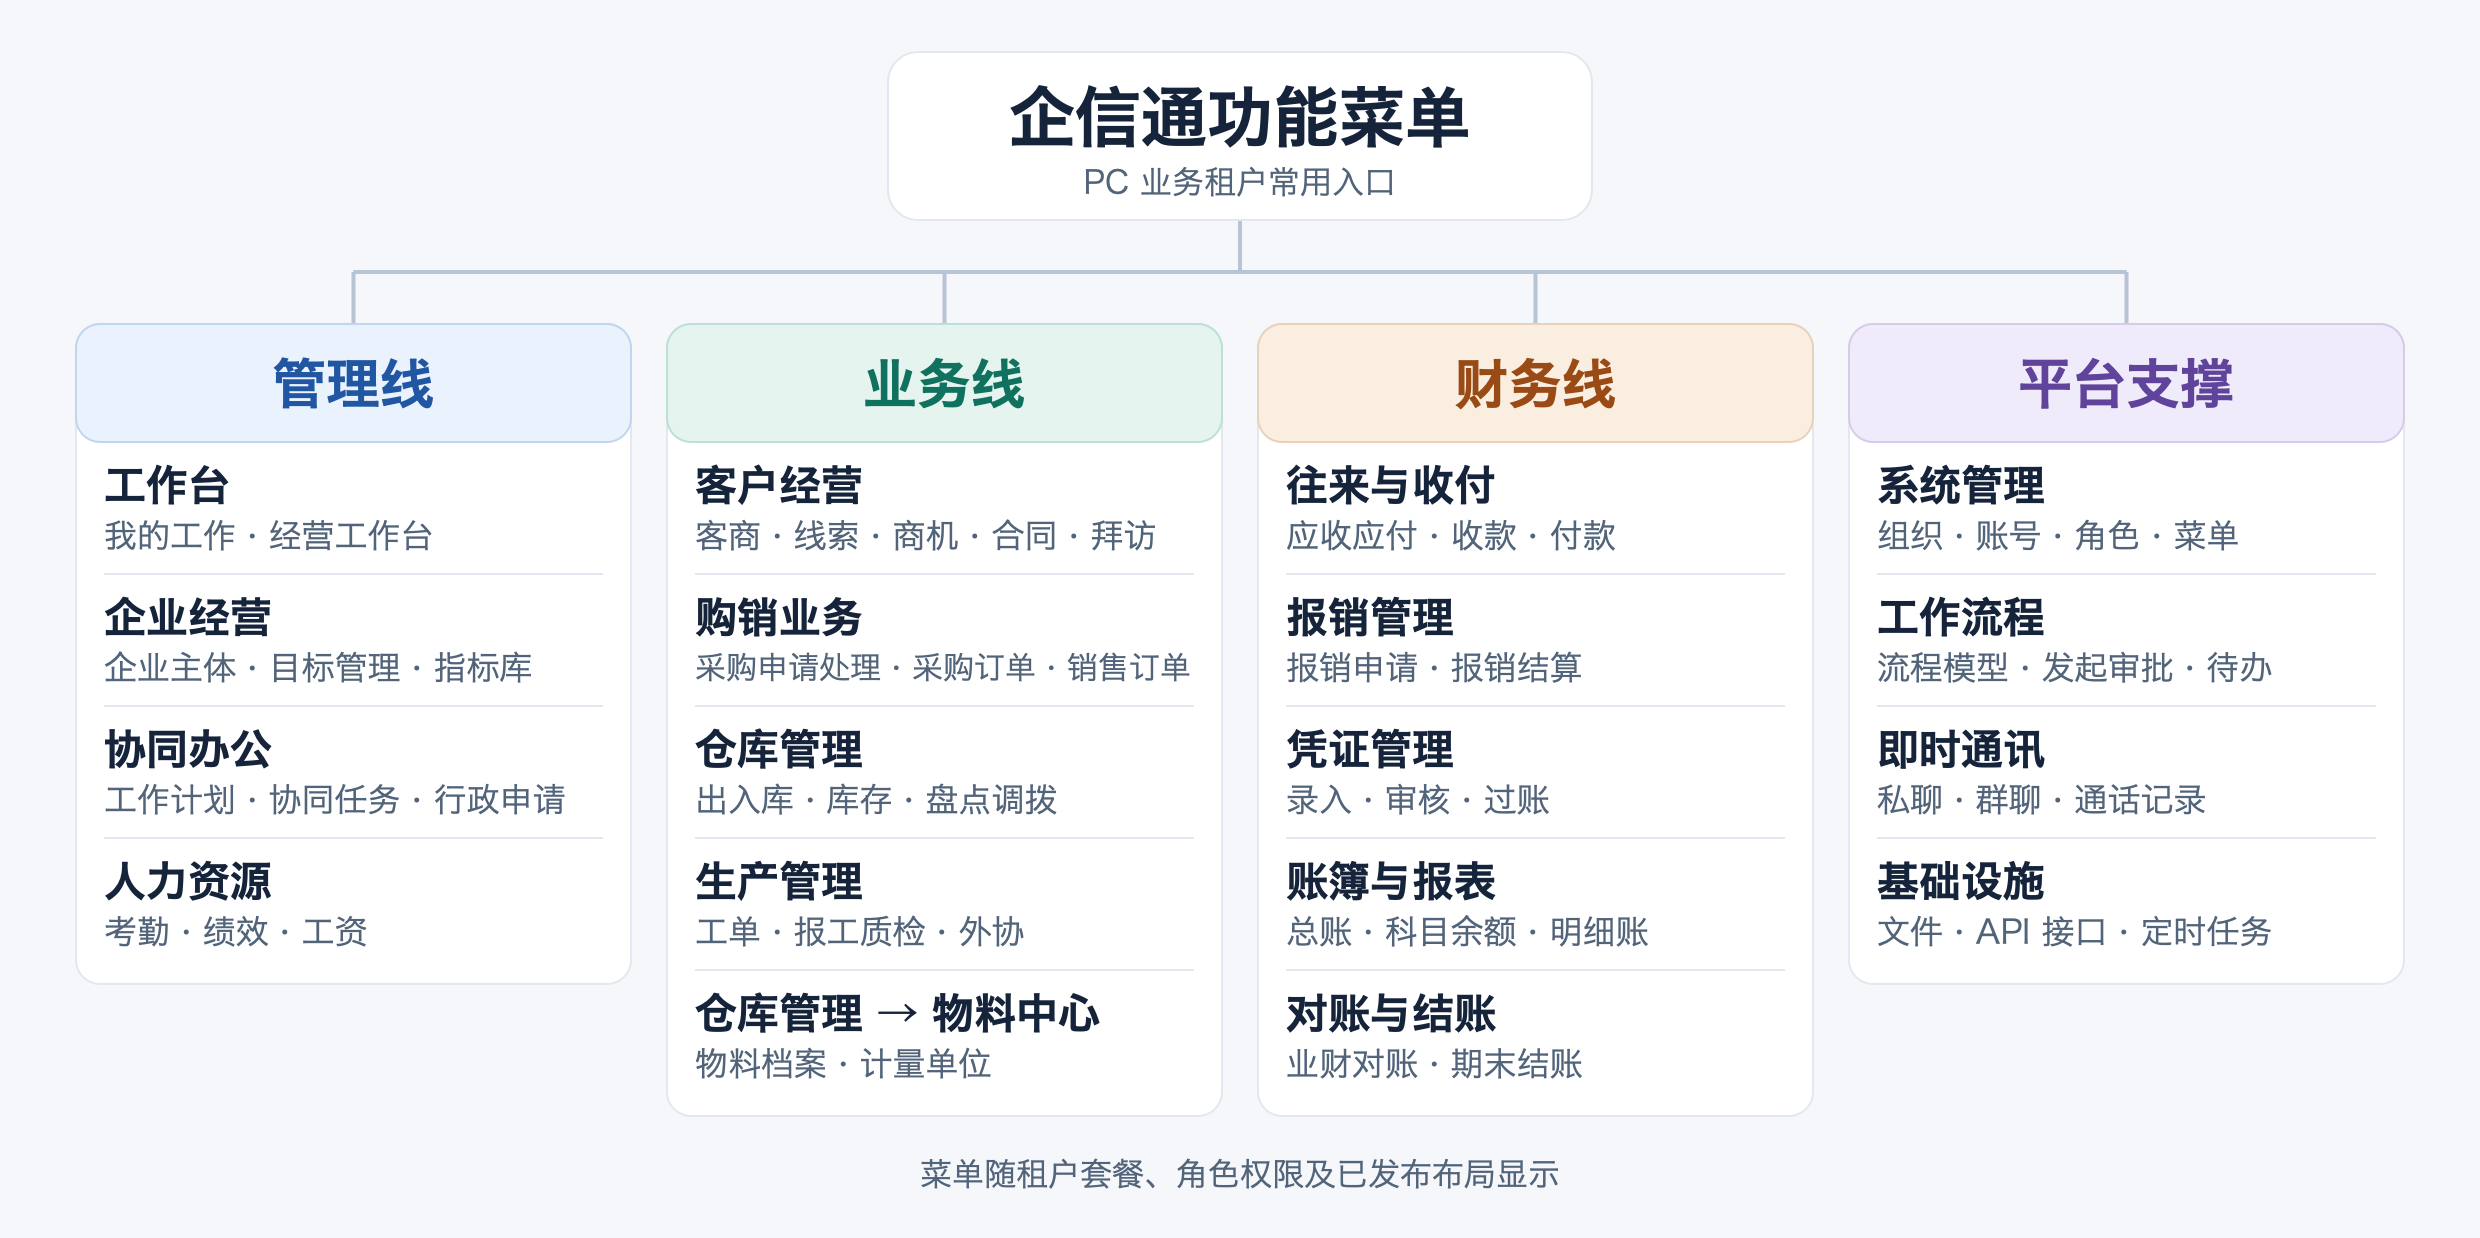 企信通功能菜单
PC 业务租户常用入口
管理线
工作台
我的工作 · 经营工作台
企业经营
企业主体 · 目标管理 · 指标库
协同办公
工作计划 · 协同任务 · 行政申请
人力资源
考勤 · 绩效 · 工资
业务线
客户经营
客商 · 线索 · 商机 · 合同 · 拜访
购销业务
采购申请处理 · 采购订单 · 销售订单
仓库管理
出入库 · 库存 · 盘点调拨
生产管理
工单 · 报工质检 · 外协
仓库管理 → 物料中心
物料档案 · 计量单位
财务线
往来与收付
应收应付 · 收款 · 付款
报销管理
报销申请 · 报销结算
凭证管理
录入 · 审核 · 过账
账簿与报表
总账 · 科目余额 · 明细账
对账与结账
业财对账 · 期末结账
平台支撑
系统管理
组织 · 账号 · 角色 · 菜单
工作流程
流程模型 · 发起审批 · 待办
即时通讯
私聊 · 群聊 · 通话记录
基础设施
文件 · API 接口 · 定时任务
菜单随租户套餐、角色权限及已发布布局显示